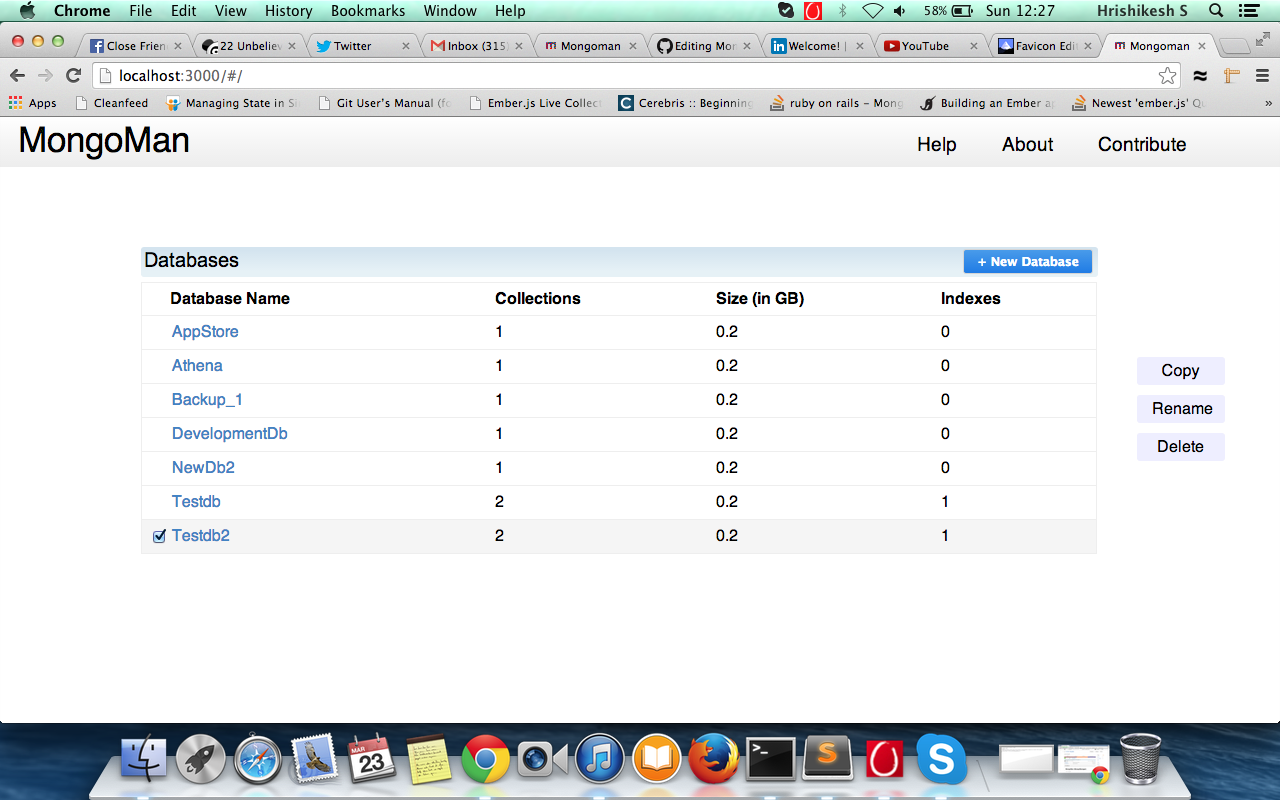 Chrome File Edit View History Bookmarks Window Help 58% Sun 12:27 Hrishikesh S
Close Frien 22 Unbeliev Twitter Inbox (315 Mongoman Editing Mon Welcome! | YouTube Favicon Edi Mongoman
localhost:3000/#/
Apps Cleanfeed Managing State in Si Git User's Manual (fo Ember.js Live Collec Cerebris :: Beginning ruby on rails – Mong Building an Ember ap Newest 'ember.js' Qu »
MongoMan Help About Contribute
Databases + New Database
Database Name Collections Size (in GB) Indexes
AppStore 1 0.2 0
Athena 1 0.2 0
Copy
Backup_1 1 0.2 0
Rename
DevelopmentDb 1 0.2 0
Delete
NewDb2 1 0.2 0
Testdb 2 0.2 1
Testdb2 2 0.2 1
MAR
23